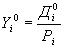 Y_i^0 = Д_i^0 / P_i